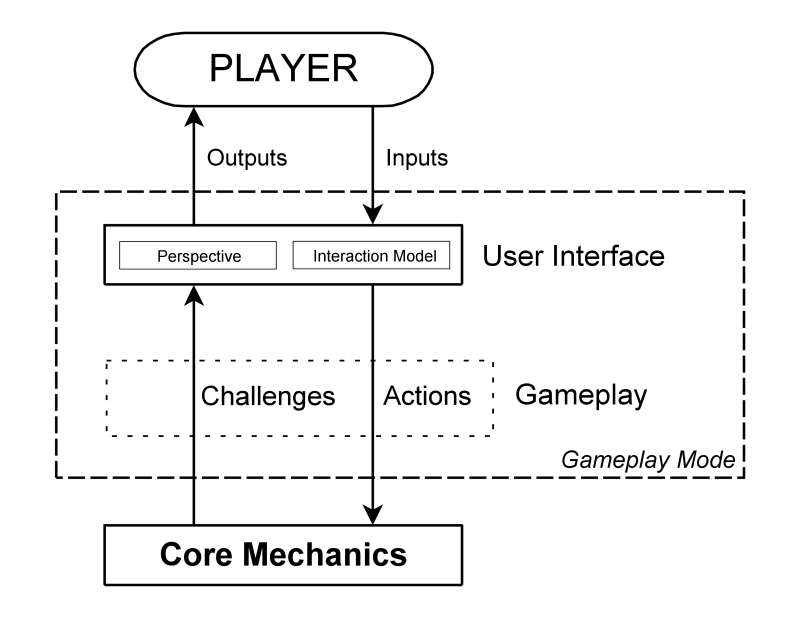 PLAYER
Outputs
Inputs
Perspective
Interaction Model
User Interface
Challenges
Actions
Gameplay
Gameplay Mode
Core Mechanics